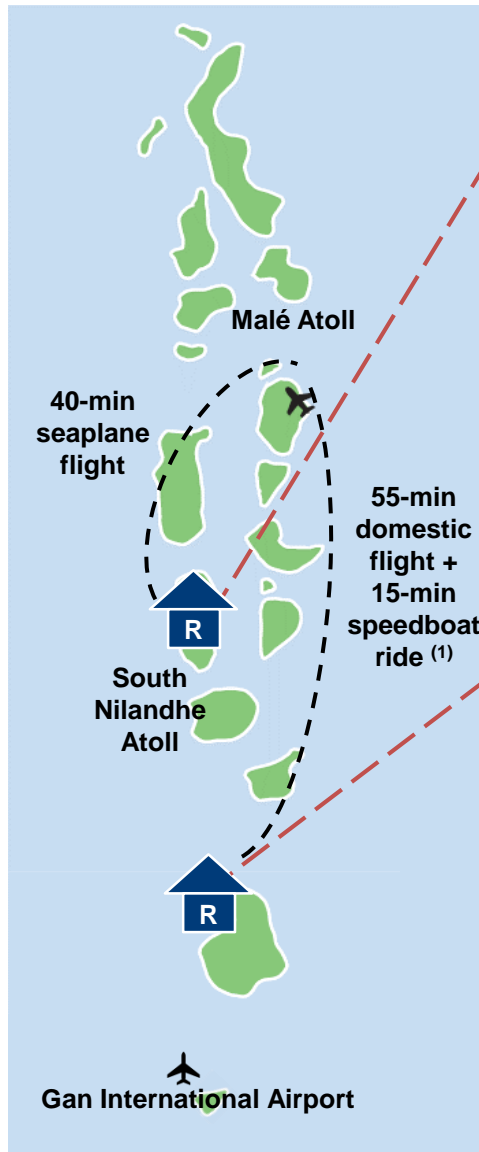 Malé Atoll
40-min
seaplane
flight
55-min
domestic
flight +
15-min
speedboat
ride (1)
R
South
Nilandhe
Atoll
R
Gan International Airport